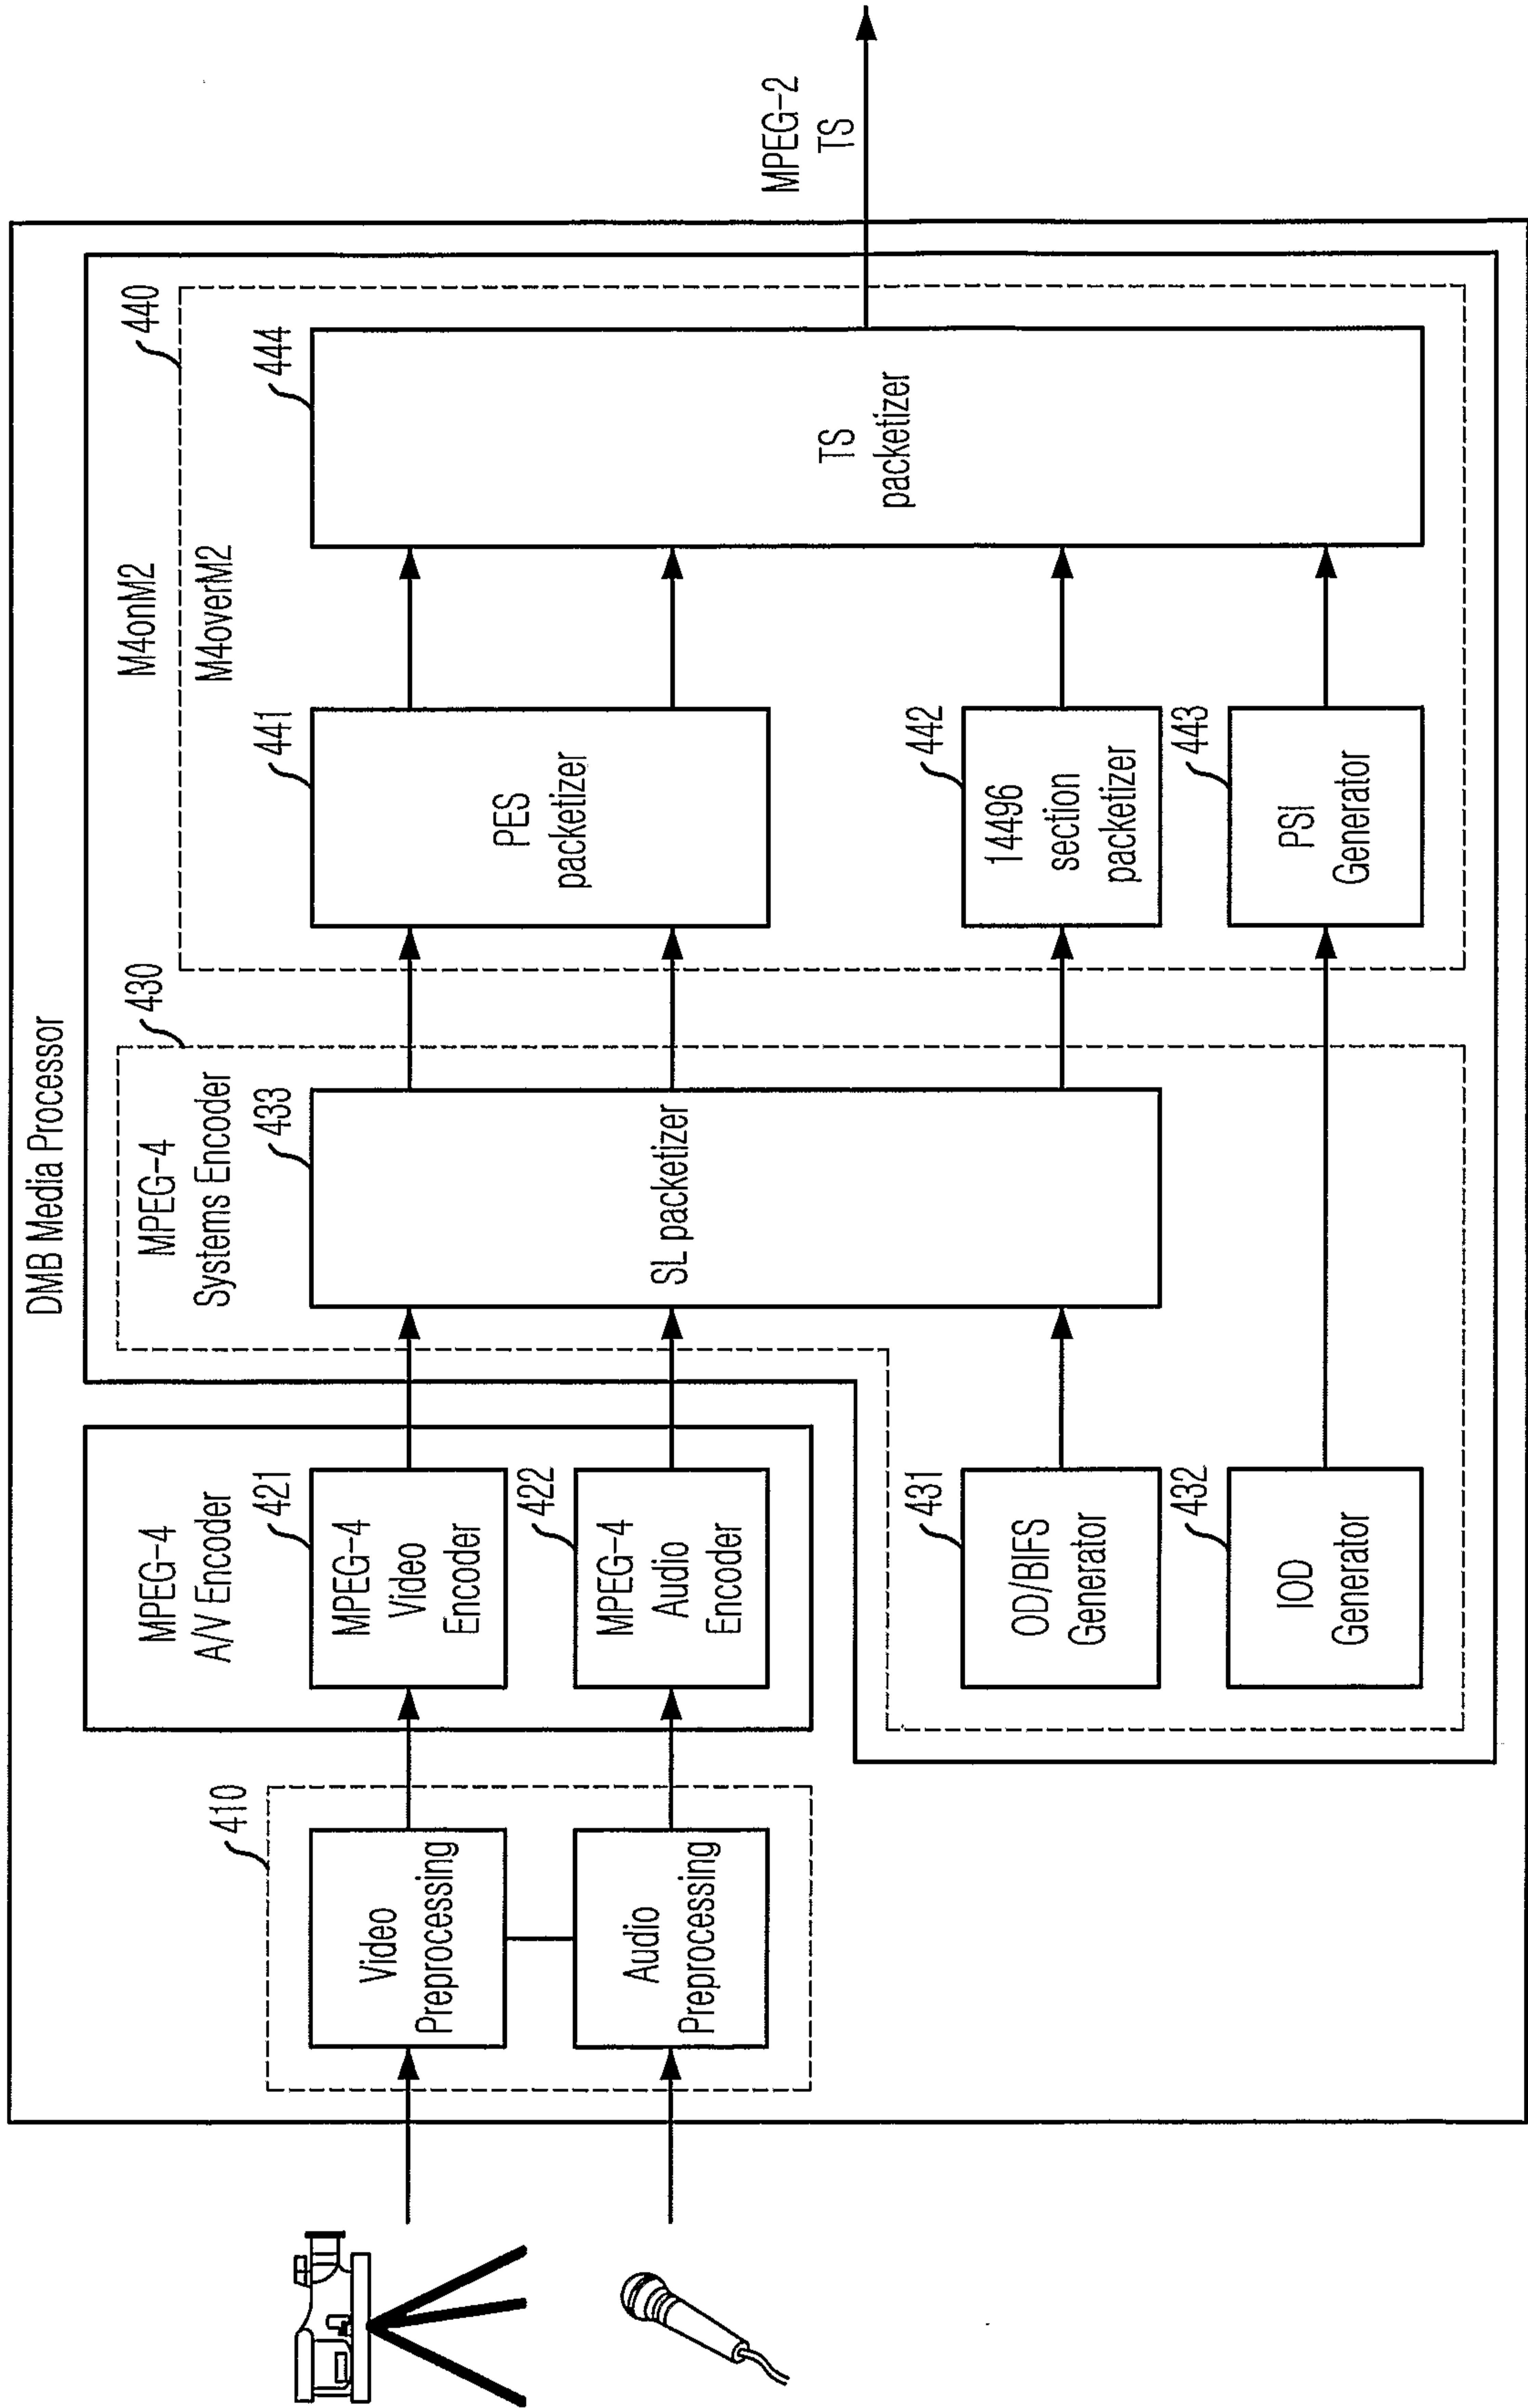 DMB Media Processor
410
Video
Preprocessing
Audio
Preprocessing
MPEG-4
A/V Encoder
421
MPEG-4
Video
Encoder
422
MPEG-4
Audio
Encoder
431
OD/BIFS
Generator
432
IOD
Generator
430
MPEG-4
Systems Encoder
433
SL packetizer
M4onM2
440
M4overM2
441
PES
packetizer
442
14496
section
packetizer
443
PSI
Generator
444
TS
packetizer
MPEG-2
TS